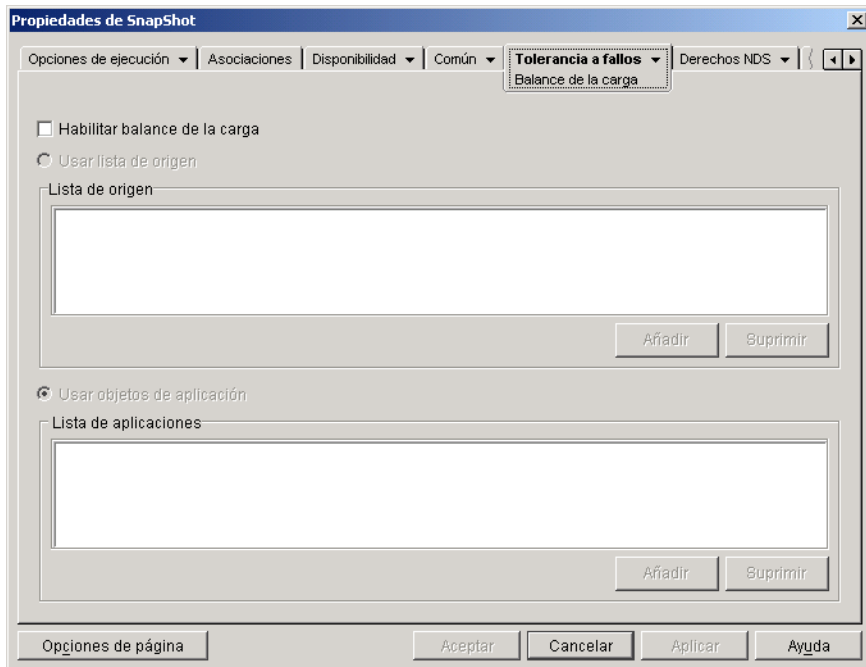 Propiedades de SnapShot
Opciones de ejecución Asociaciones Disponibilidad Común Tolerancia a fallos Derechos NDS
Balance de la carga
Habilitar balance de la carga
Usar lista de origen
Lista de origen
Añadir Suprimir
Usar objetos de aplicación
Lista de aplicaciones
Añadir Suprimir
Opciones de página Aceptar Cancelar Aplicar Ayuda